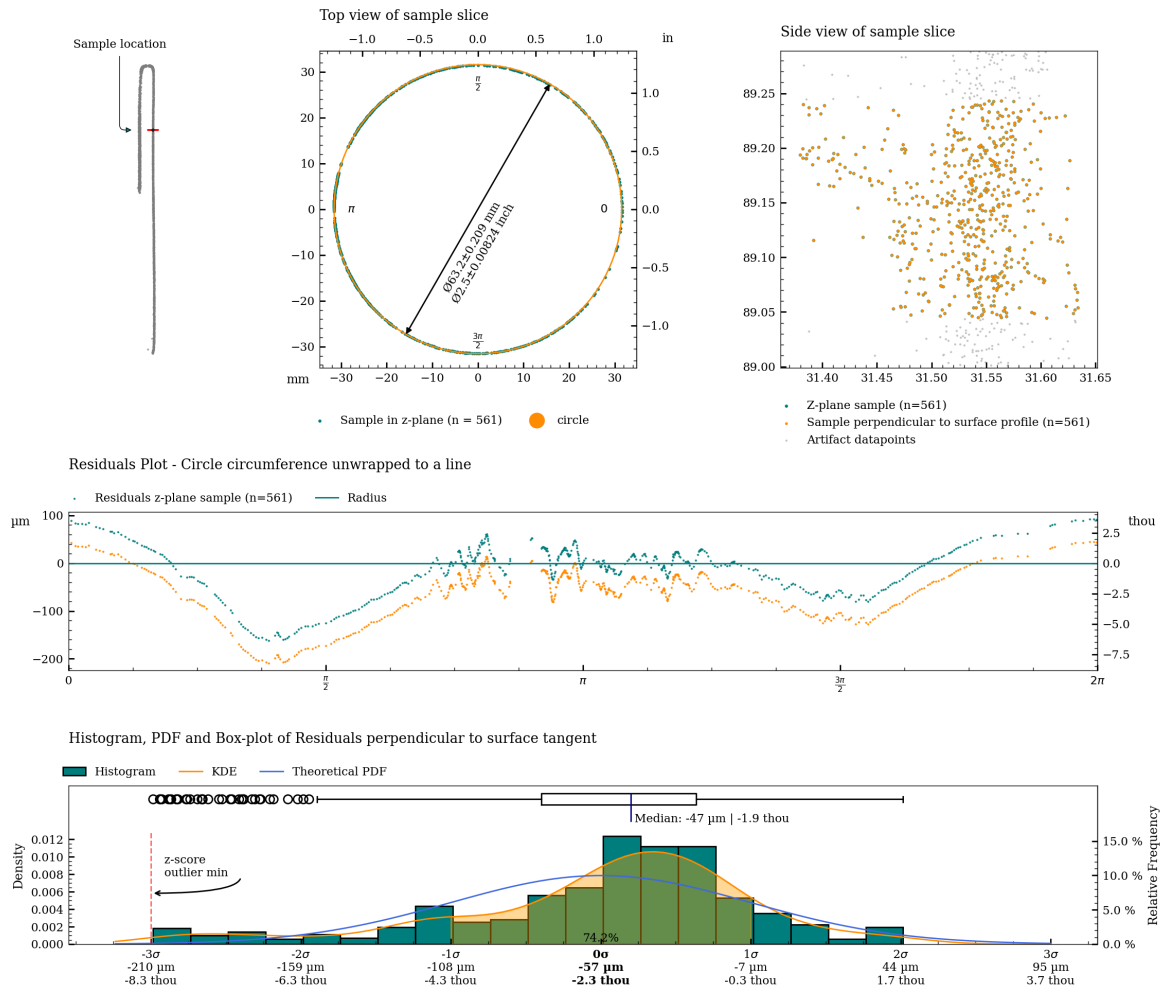 Sample location
Top view of sample slice
−1.0 −0.5 0.0 0.5 1.0 in
30
20
10
0
−10
−20
−30
1.0
0.5
0.0
−0.5
−1.0
π/2
π
0
3π/2
Ø63.2±0.209 mm
Ø2.5±0.00824 inch
mm −30 −20 −10 0 10 20 30
Sample in z-plane (n = 561) circle
Side view of sample slice
89.25
89.20
89.15
89.10
89.05
89.00
31.40 31.45 31.50 31.55 31.60 31.65
Z-plane sample (n=561)
Sample perpendicular to surface profile (n=561)
Artifact datapoints
Residuals Plot - Circle circumference unwrapped to a line
Residuals z-plane sample (n=561) Radius
µm
100
0
−100
−200
thou
2.5
0.0
−2.5
−5.0
−7.5
0 π/2 π 3π/2 2π
Histogram, PDF and Box-plot of Residuals perpendicular to surface tangent
Histogram KDE Theoretical PDF
Median: -47 µm | -1.9 thou
z-score
outlier min
Density
0.012
0.010
0.008
0.006
0.004
0.002
0.000
Relative Frequency
15.0 %
10.0 %
5.0 %
0.0 %
74.2%
-3σ -2σ -1σ 0σ 1σ 2σ 3σ
-210 µm -159 µm -108 µm -57 µm -7 µm 44 µm 95 µm
-8.3 thou -6.3 thou -4.3 thou -2.3 thou -0.3 thou 1.7 thou 3.7 thou